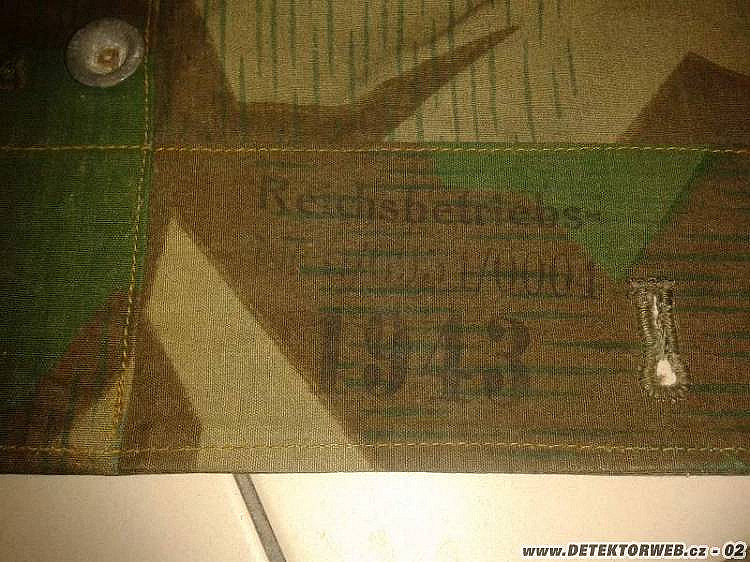 Reichsbetriebs-
1943
www.DETEKTORWEB.cz - 02